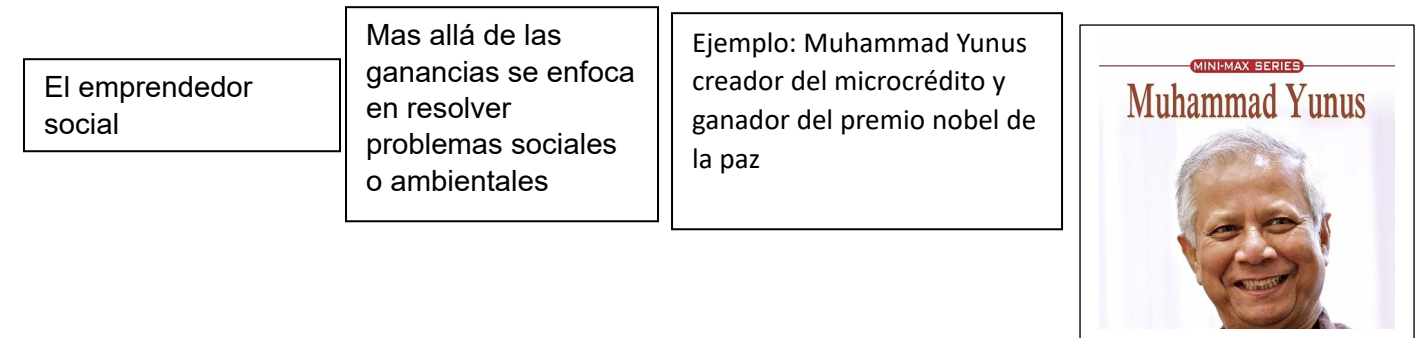 El emprendedor
social
Mas allá de las
ganancias se enfoca
en resolver
problemas sociales
o ambientales
Ejemplo: Muhammad Yunus
creador del microcrédito y
ganador del premio nobel de
la paz
MINI-MAX SERIES
Muhammad Yunus